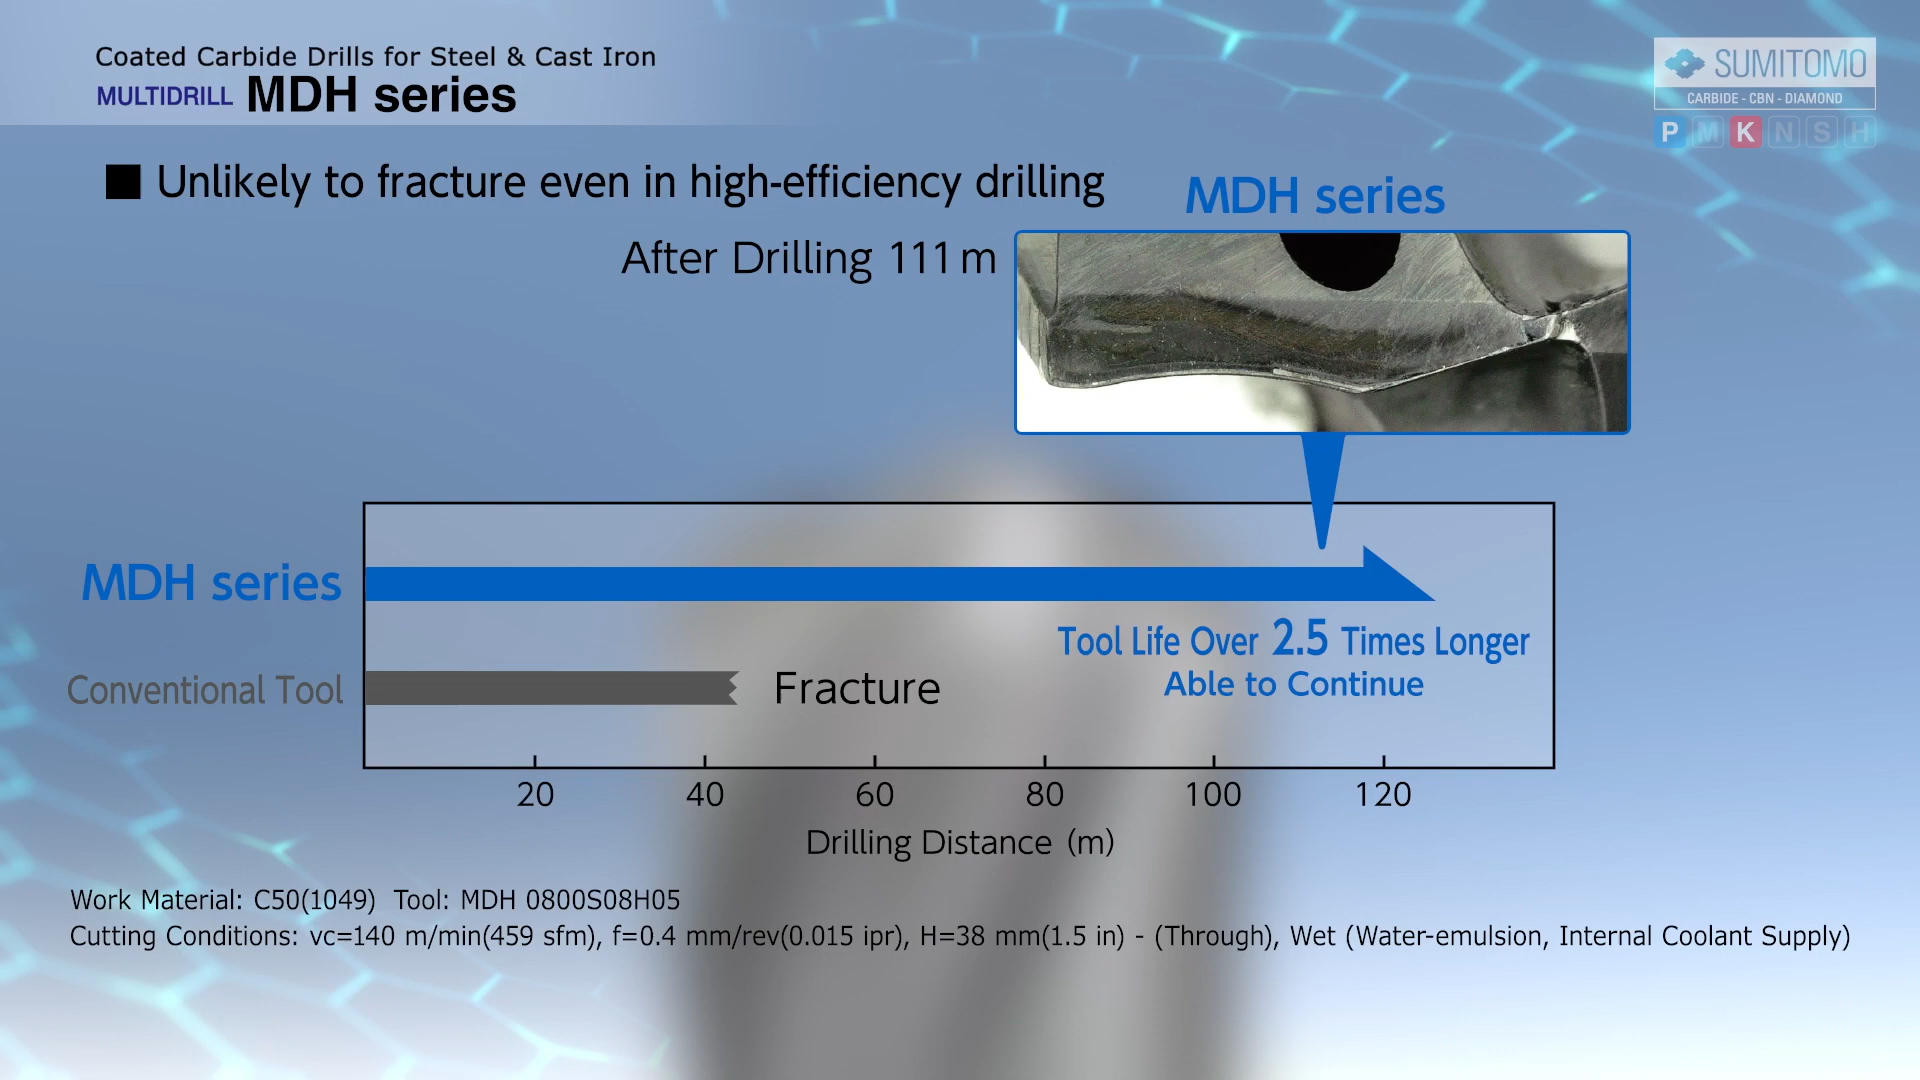 Coated Carbide Drills for Steel & Cast Iron
MULTIDRILL MDH series
SUMITOMO
CARBIDE - CBN - DIAMOND
P M K N S H
■ Unlikely to fracture even in high-efficiency drilling
MDH series
After Drilling 111 m
MDH series
Tool Life Over 2.5 Times Longer
Able to Continue
Conventional Tool
Fracture
20 40 60 80 100 120
Drilling Distance (m)
Work Material: C50(1049) Tool: MDH 0800S08H05
Cutting Conditions: vc=140 m/min(459 sfm), f=0.4 mm/rev(0.015 ipr), H=38 mm(1.5 in) - (Through), Wet (Water-emulsion, Internal Coolant Supply)